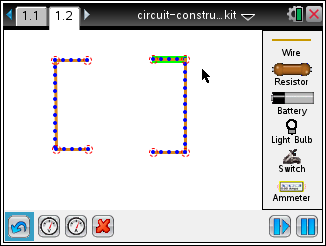 1.1 1.2 circuit-constru...kit
Wire
Resistor
Battery
Light Bulb
Switch
Ammeter